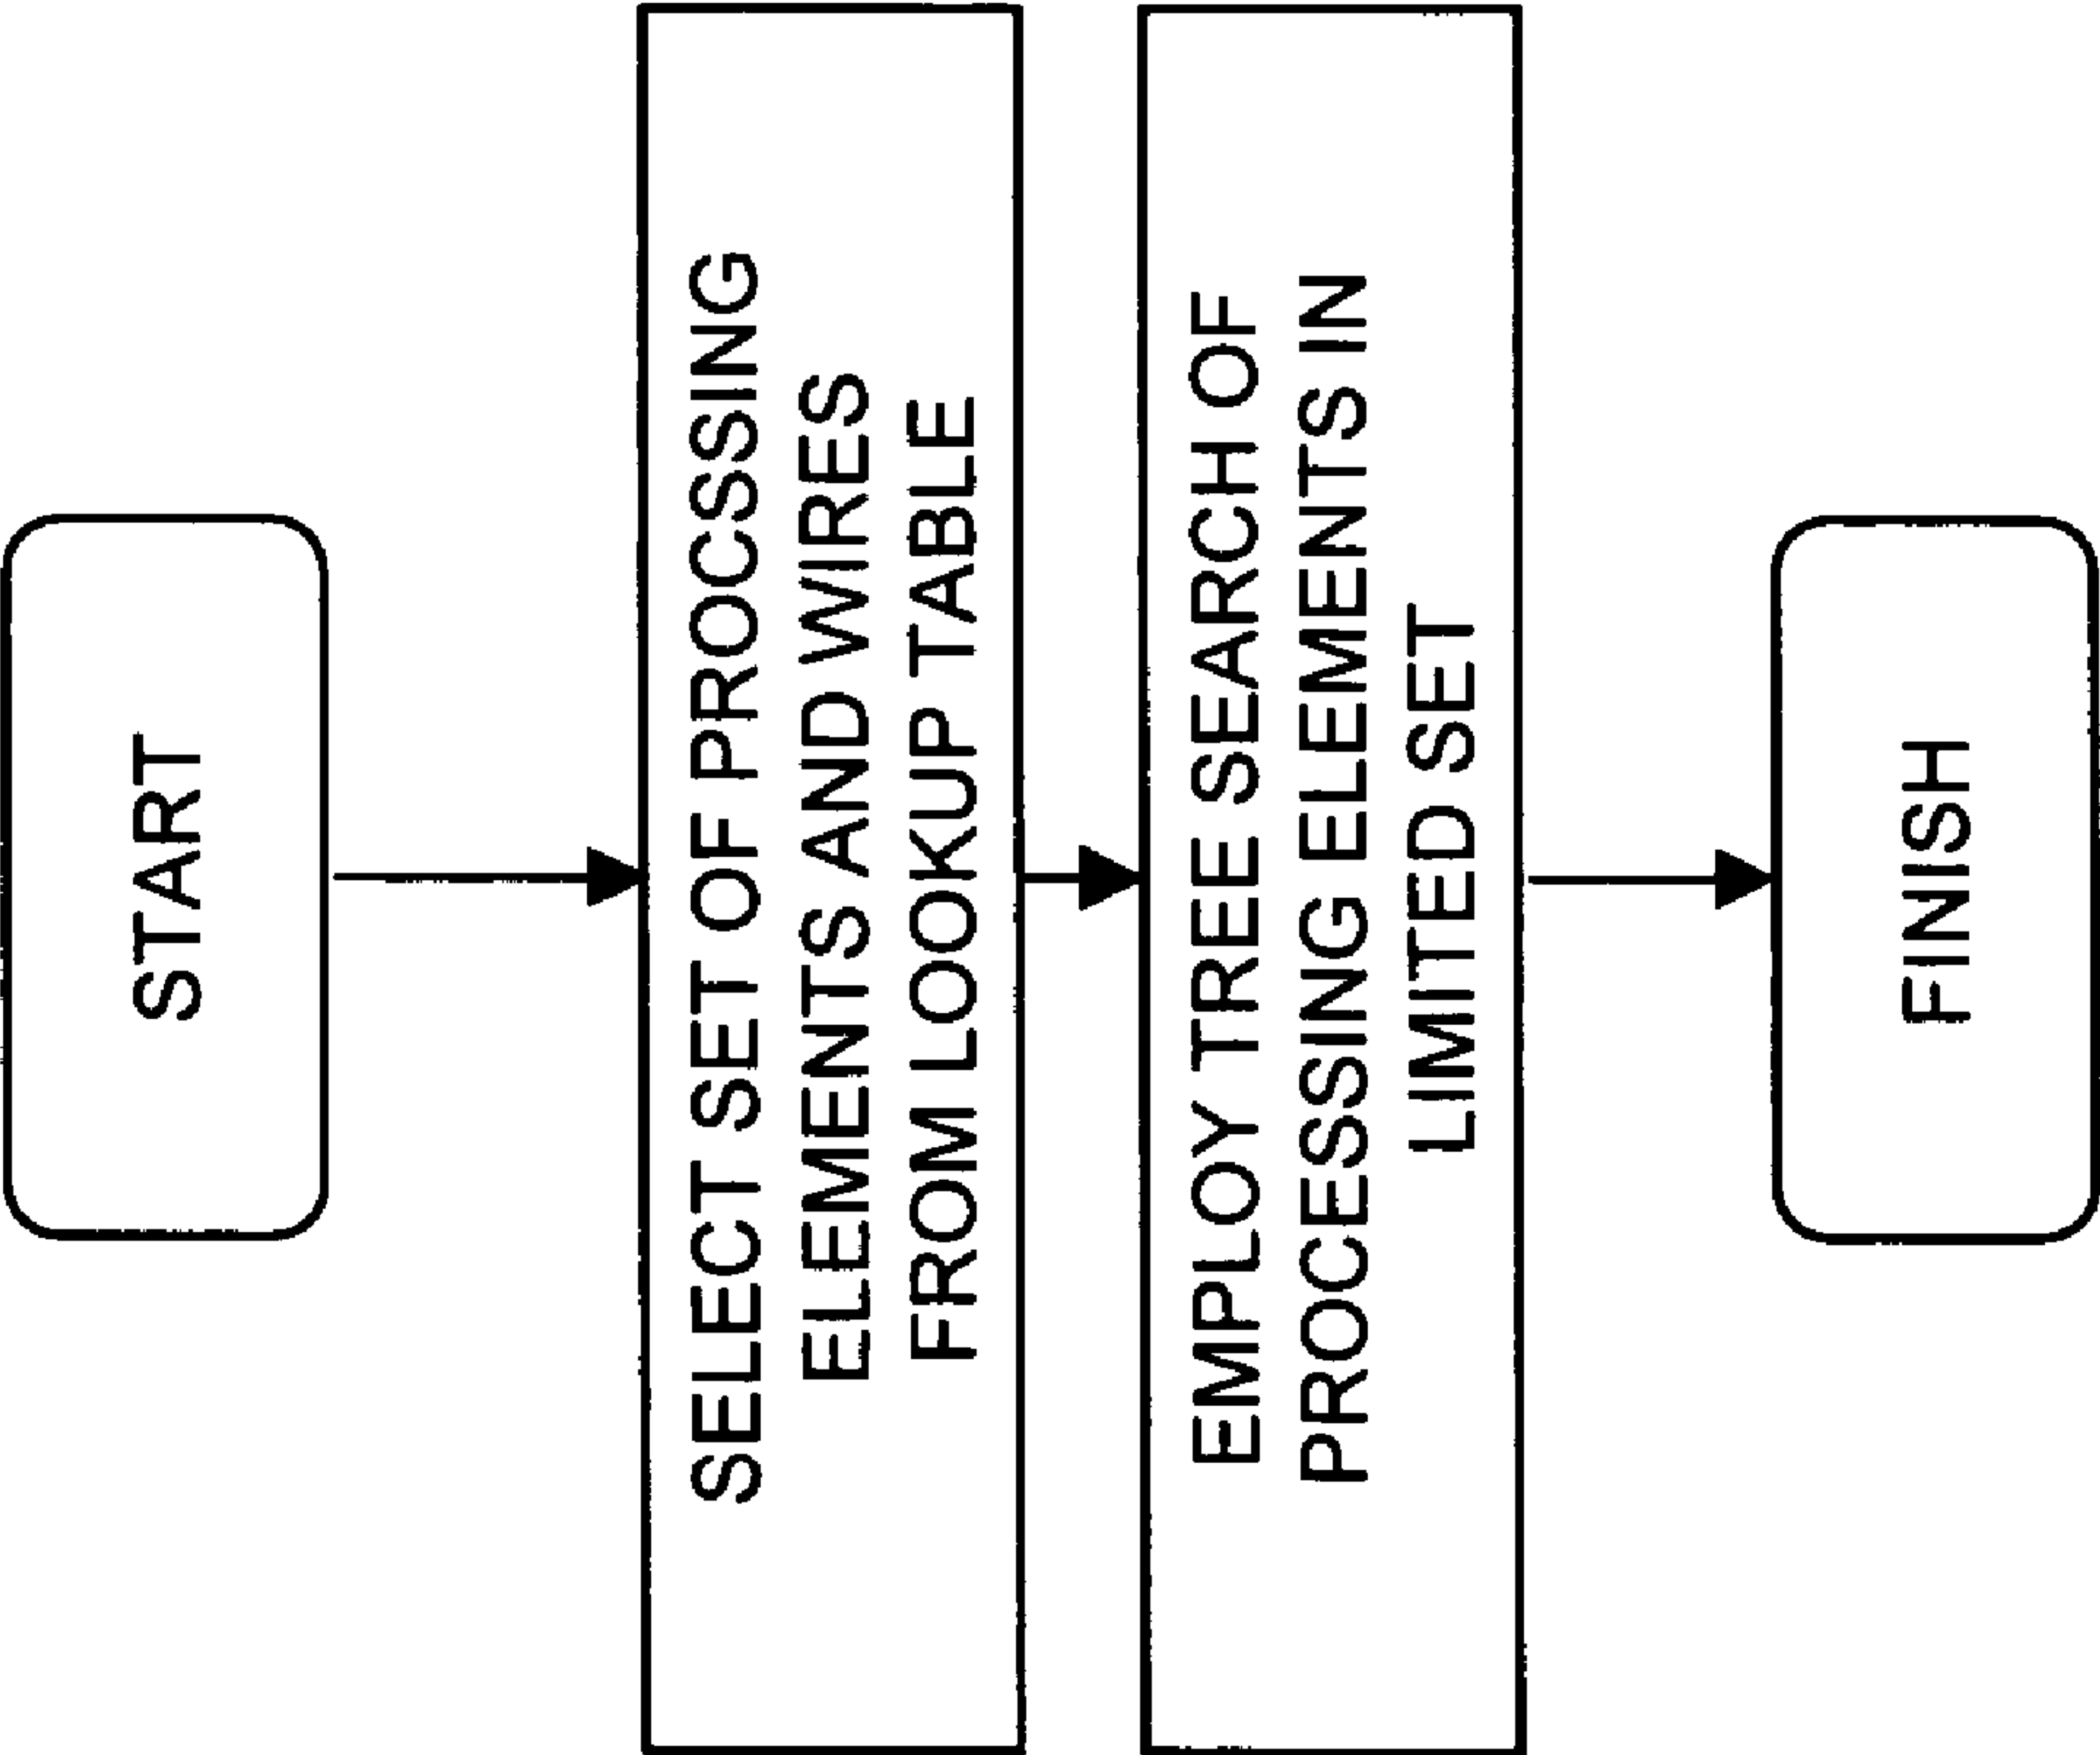 START
SELECT SET OF PROCSSING
ELEMENTS AND WIRES
FROM LOOKUP TABLE
EMPLOY TREE SEARCH OF
PROCESSING ELEMENTS IN
LIMITED SET
FINISH